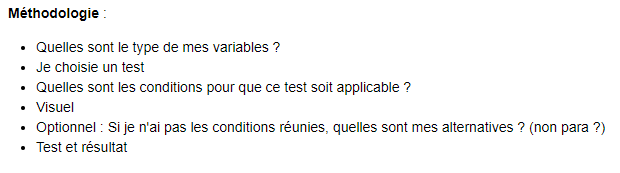 Méthodologie :
• Quelles sont le type de mes variables ?
• Je choisie un test
• Quelles sont les conditions pour que ce test soit applicable ?
• Visuel
• Optionnel : Si je n'ai pas les conditions réunies, quelles sont mes alternatives ? (non para ?)
• Test et résultat